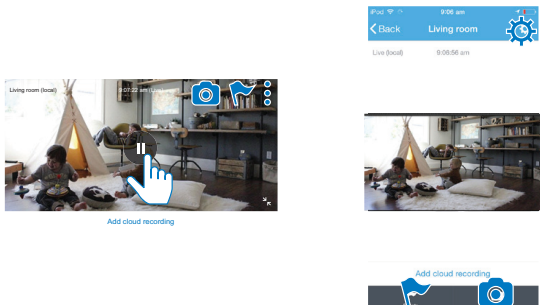 Living room (local)
9:07:22 am
Add cloud recording
iPod
9:06 am
Back
Living room
Live (local)
9:08:56 am
Add cloud recording